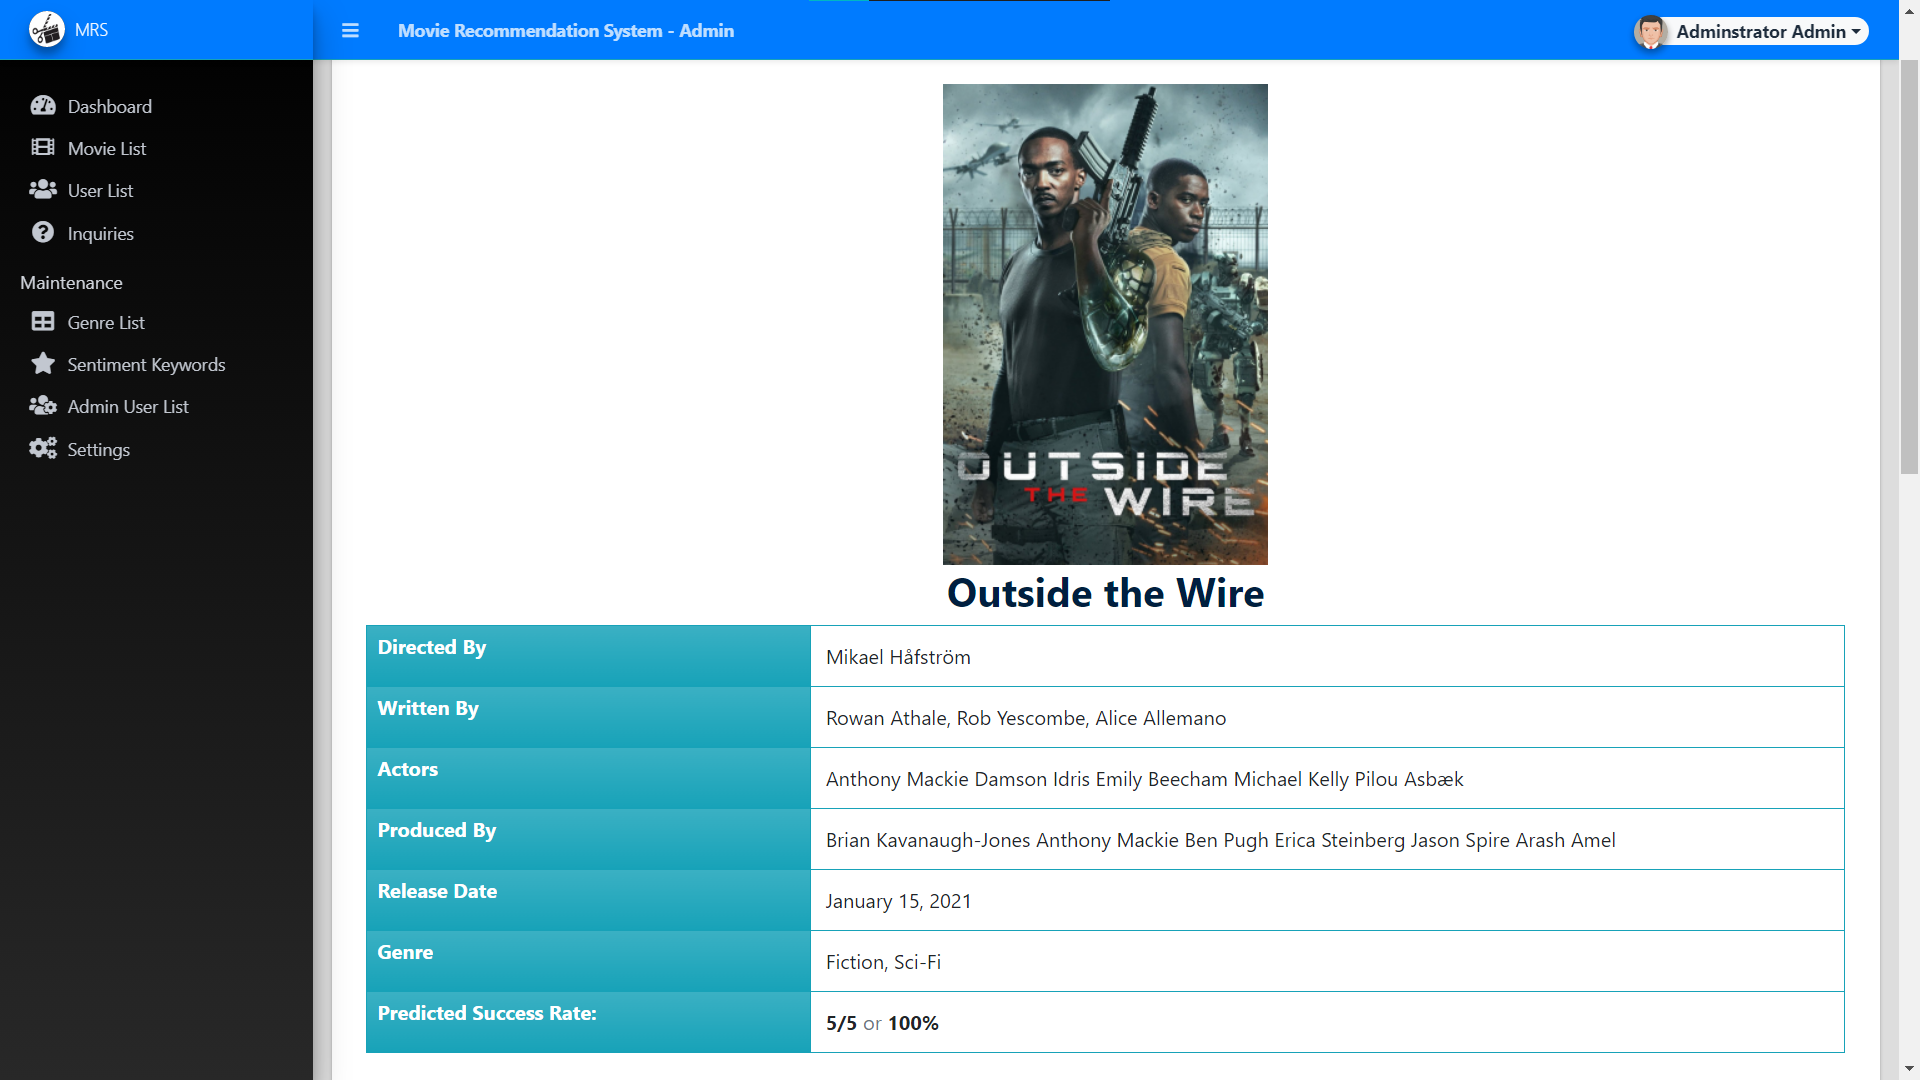 MRS
Movie Recommendation System - Admin
Adminstrator Admin
Dashboard
Movie List
User List
Inquiries
Maintenance
Genre List
Sentiment Keywords
Admin User List
Settings
OUTSiDE
THE WIRE
Outside the Wire
Directed By
Mikael Håfström
Written By
Rowan Athale, Rob Yescombe, Alice Allemano
Actors
Anthony Mackie Damson Idris Emily Beecham Michael Kelly Pilou Asbæk
Produced By
Brian Kavanaugh-Jones Anthony Mackie Ben Pugh Erica Steinberg Jason Spire Arash Amel
Release Date
January 15, 2021
Genre
Fiction, Sci-Fi
Predicted Success Rate:
5/5 or 100%